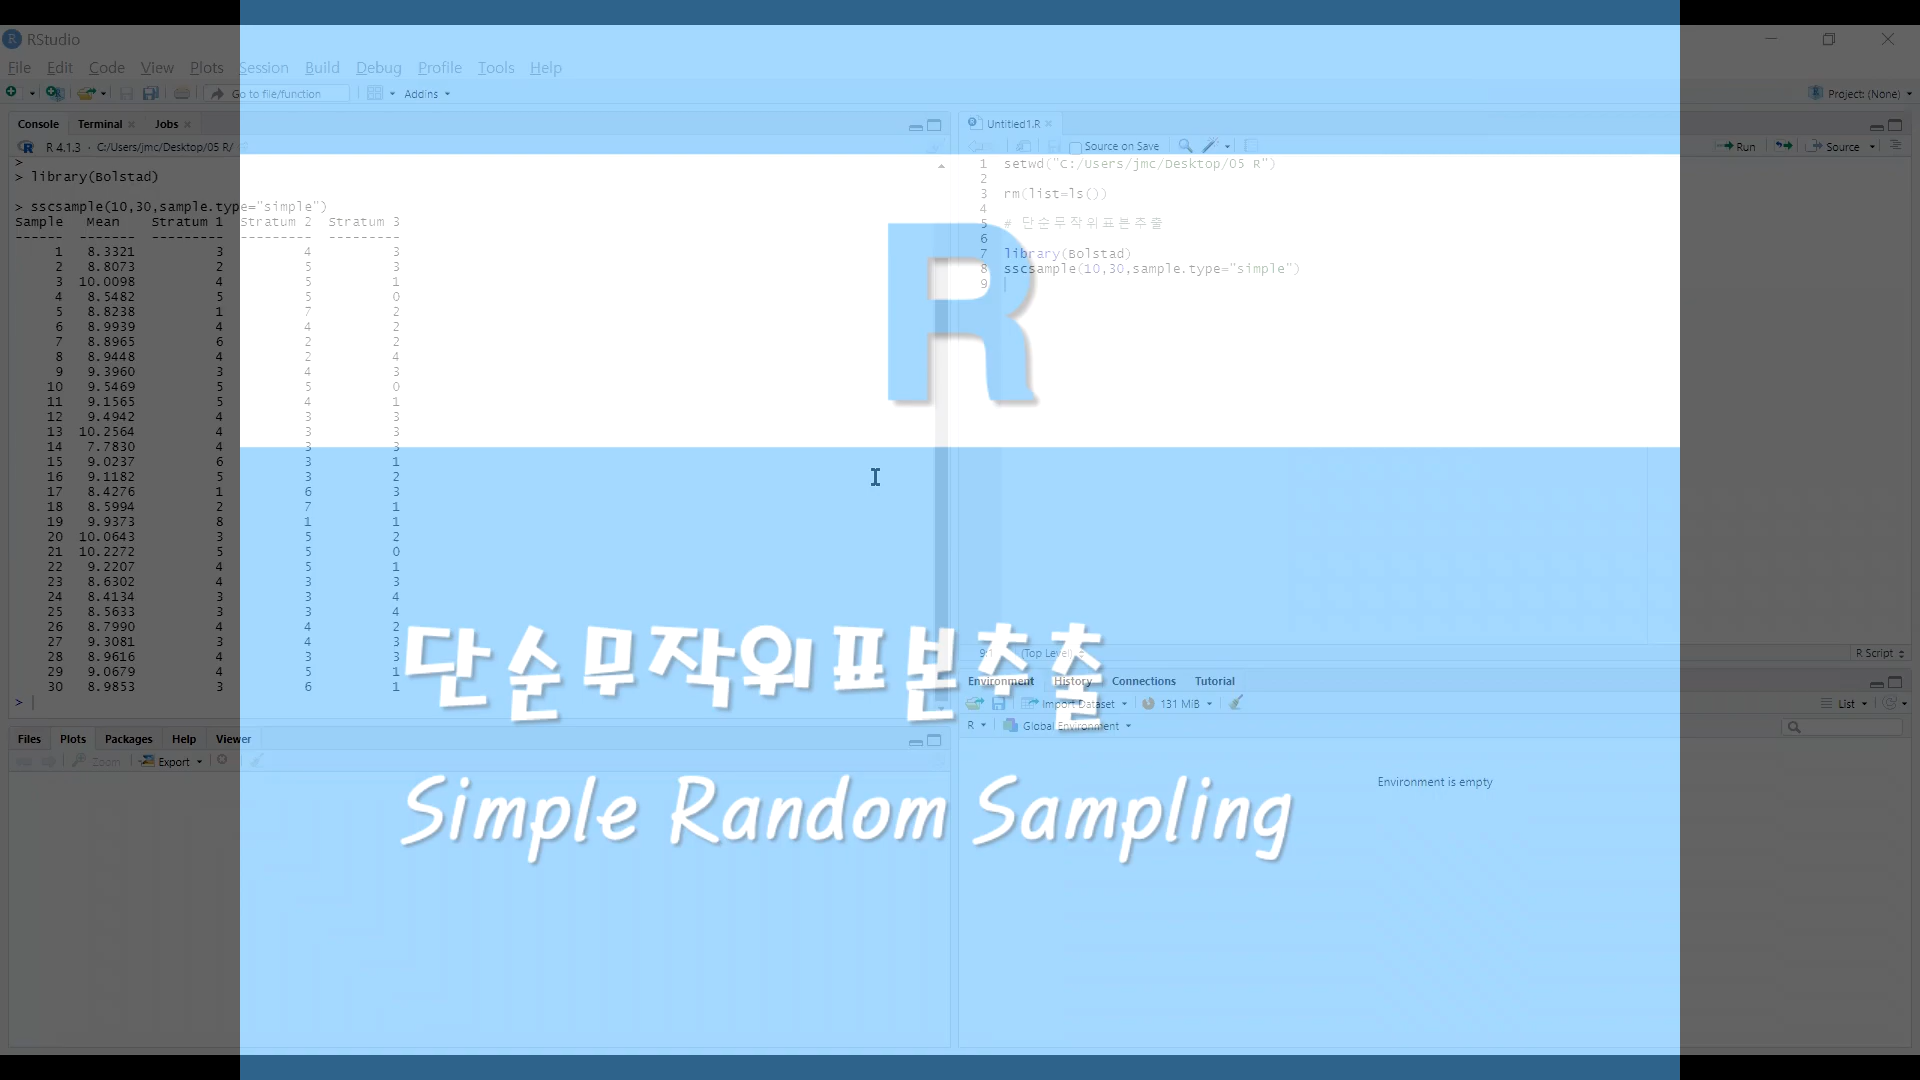 RStudio
File Edit Code View Plots Session Build Debug Profile Tools Help
Go to file/function Addins Project: (None)
Console Terminal Jobs
R 4.1.3 · C:/Users/jmc/Desktop/05 R/
>
> library(Bolstad)
> sscsample(10,30,sample.type="simple")
Sample Mean Stratum 1 Stratum 2 Stratum 3
------ ------- --------- --------- ---------
1 8.3321 3 4 3
2 8.8073 2 5 3
3 10.0098 4 5 1
4 8.5482 5 5 0
5 8.8238 1 7 2
6 8.9939 4 4 2
7 8.8965 6 2 2
8 8.9448 4 2 4
9 9.3960 3 4 3
10 9.5469 5 5 0
11 9.1565 5 4 1
12 9.4942 4 3 3
13 10.2564 4 3 3
14 7.7830 4 3 3
15 9.0237 6 3 1
16 9.1182 5 3 2
17 8.4276 1 6 3
18 8.5994 2 7 1
19 9.9373 8 1 1
20 10.0643 3 5 2
21 10.2272 5 5 0
22 9.2207 4 5 1
23 8.6302 4 3 3
24 8.4134 3 3 4
25 8.5633 3 3 4
26 8.7990 4 4 2
27 9.3081 3 4 3
28 8.9616 4 3 3
29 9.0679 4 5 1
30 8.9853 3 6 1
>
Untitled1.R
Source on Save Run Source
1 setwd("C:/Users/jmc/Desktop/05 R")
2
3 rm(list=ls())
4
5 # 단순무작위표본추출
6
7 library(Bolstad)
8 sscsample(10,30,sample.type="simple")
9
(Top Level) R Script
R
단순무작위표본추출
Simple Random Sampling
Environment History Connections Tutorial
Import Dataset 131 MiB List
R Global Environment
Environment is empty
Files Plots Packages Help Viewer
Zoom Export